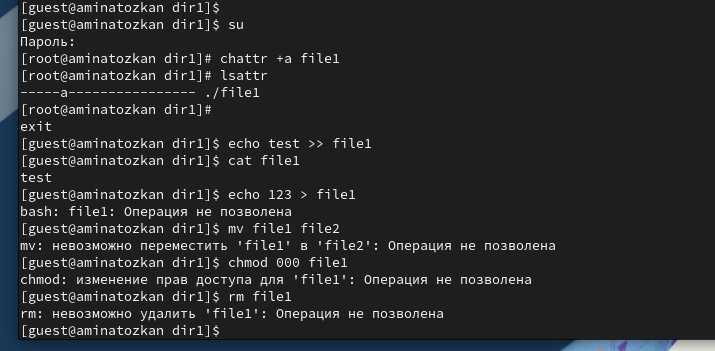 [guest@aminatozkan dir1]$
[guest@aminatozkan dir1]$ su
Пароль:
[root@aminatozkan dir1]# chattr +a file1
[root@aminatozkan dir1]# lsattr
-----a---------------- ./file1
[root@aminatozkan dir1]#
exit
[guest@aminatozkan dir1]$ echo test >> file1
[guest@aminatozkan dir1]$ cat file1
test
[guest@aminatozkan dir1]$ echo 123 > file1
bash: file1: Операция не позволена
[guest@aminatozkan dir1]$ mv file1 file2
mv: невозможно переместить 'file1' в 'file2': Операция не позволена
[guest@aminatozkan dir1]$ chmod 000 file1
chmod: изменение прав доступа для 'file1': Операция не позволена
[guest@aminatozkan dir1]$ rm file1
rm: невозможно удалить 'file1': Операция не позволена
[guest@aminatozkan dir1]$